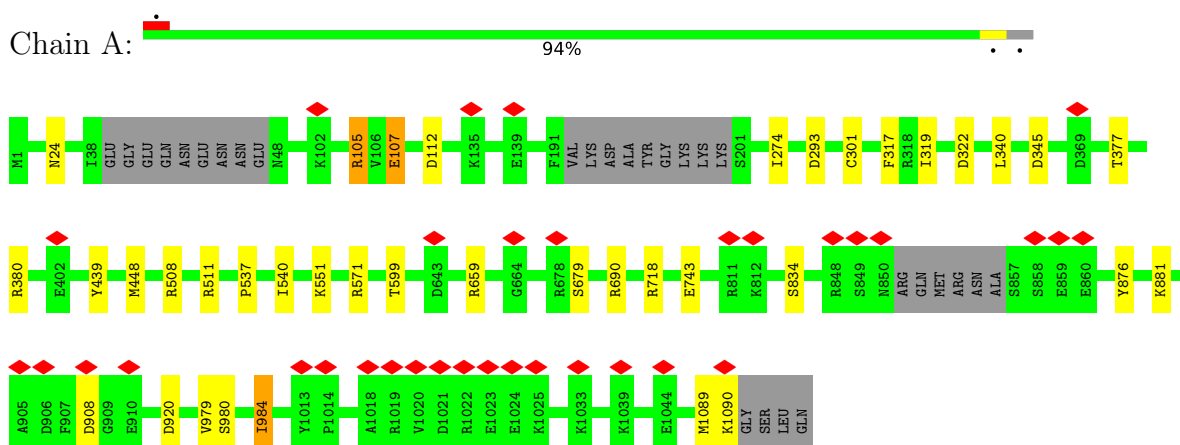 Chain A:
94%
M1 N24 I38 GLU GLY GLU GLN ASN GLU ASN ASN GLU N48 K102 R105 V106 E107 D112 K135 E139 F191 VAL LYS ASP ALA TYR GLY LYS LYS LYS S201 I274 D293 C301 F317 R318 I319 D322 L340 D345 D369 T377
R380 E402 Y439 M448 R508 R511 P537 I540 K551 R571 T599 D643 R659 G664 R678 S679 R690 R718 E743 R811 K812 S834 R848 S849 N850 ARG GLN MET ARG ASN ALA S857 S858 E859 E860 Y876 K881
A905 D906 F907 D908 G909 E910 D920 V979 S980 I984 Y1013 P1014 A1018 R1019 V1020 D1021 R1022 E1023 E1024 K1025 K1033 K1039 E1044 M1089 K1090 GLY SER LEU GLN